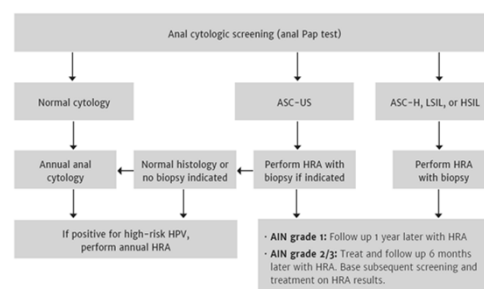 Anal cytologic screening (anal Pap test)
Normal cytology
ASC-US
ASC-H, LSIL, or HSIL
Annual anal
cytology
Normal histology or
no biopsy indicated
Perform HRA with
biopsy if indicated
Perform HRA
with biopsy
If positive for high-risk HPV,
perform annual HRA
· AIN grade 1: Follow up 1 year later with HRA
· AIN grade 2/3: Treat and follow up 6 months
later with HRA. Base subsequent screening and
treatment on HRA results.